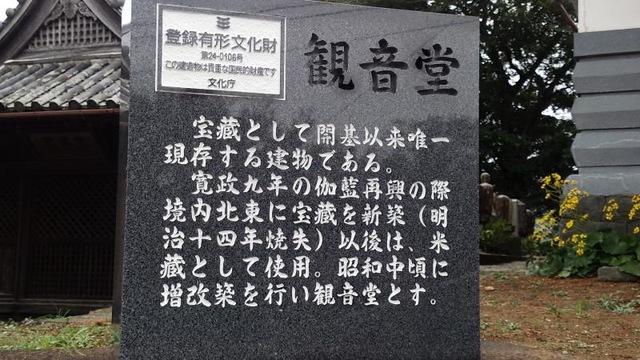 登録有形文化財
第24-0106号
この建造物は貴重な国民的財産です
文化庁
観音堂
宝蔵として開基以来唯一
現存する建物である。
寛政九年の伽藍再興の際
境内北東に宝蔵を新築（明
治十四年焼失）以後は、米
蔵として使用。昭和中頃に
増改築を行い観音堂とす。